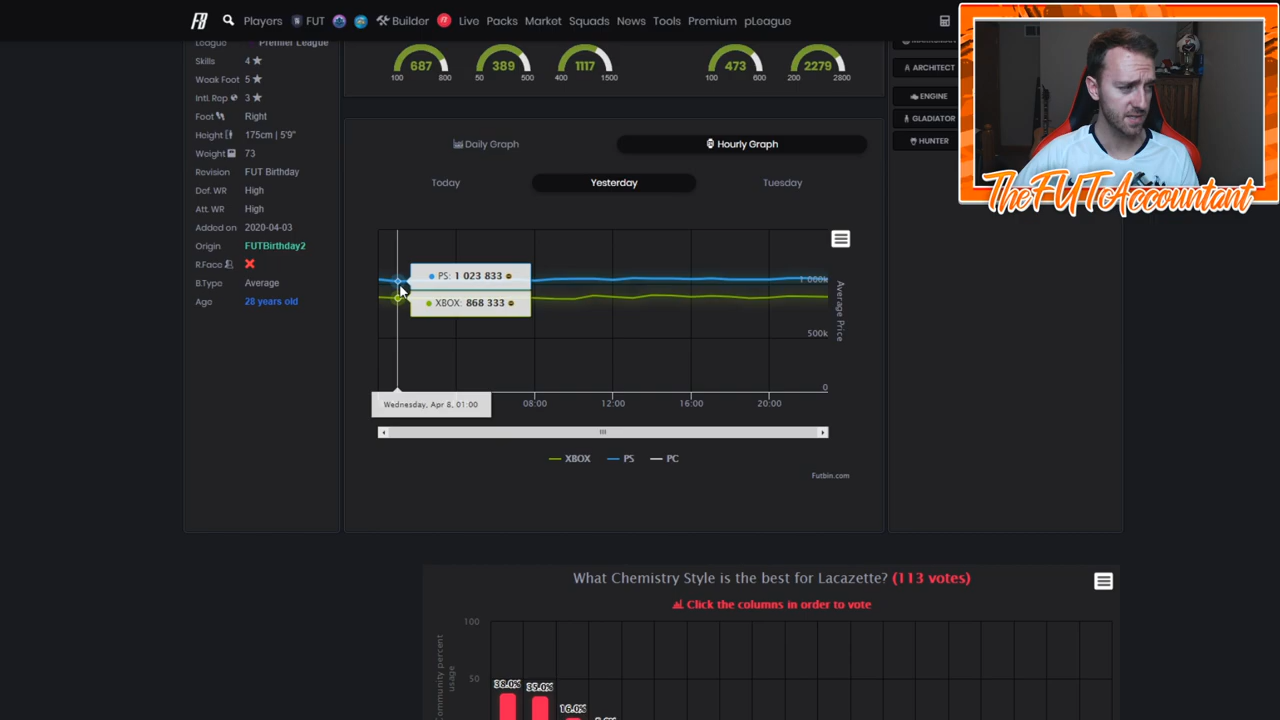 F8 Players FUT Builder Live Packs Market Squads News Tools Premium pLeague
League Premier League
Skills 4
Weak Foot 5
Intl. Rep 3
Foot Right
Height 175cm | 5'9"
Weight 73
Revision FUT Birthday
Def. WR High
Att. WR High
Added on 2020-04-03
Origin FUTBirthday2
R.Face
B.Type Average
Age 28 years old
687 389 1117 473 2279
100 800 50 500 400 1500 100 600 200 2800
ARCHITECT
ENGINE
GLADIATOR
HUNTER
Daily Graph Hourly Graph
Today Yesterday Tuesday
PS: 1 023 833
XBOX: 868 333
1 000k
500k
0
Average Price
Wednesday, Apr 8, 01:00
08:00 12:00 16:00 20:00
XBOX PS PC
Futbin.com
What Chemistry Style is the best for Lacazette? (113 votes)
Click the columns in order to vote
100
50
Community percent
usage
38.0% 35.0% 16.0%
TheFUTAccountant